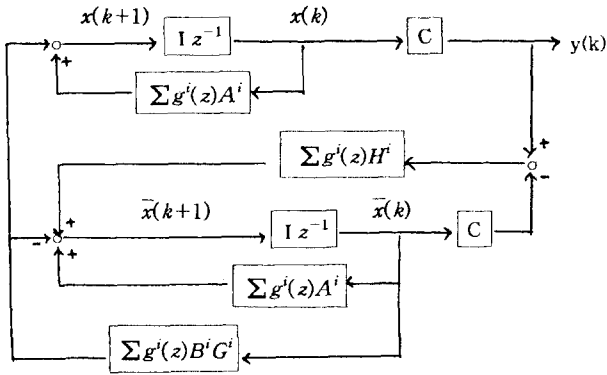 x(k+1) x(k)
+ I z⁻¹ C y(k)
∑gⁱ(z)Aⁱ
∑gⁱ(z)Hⁱ + −
x̄(k+1) x̄(k)
+ − + I z⁻¹ C
∑gⁱ(z)Aⁱ
∑gⁱ(z)BⁱGⁱ